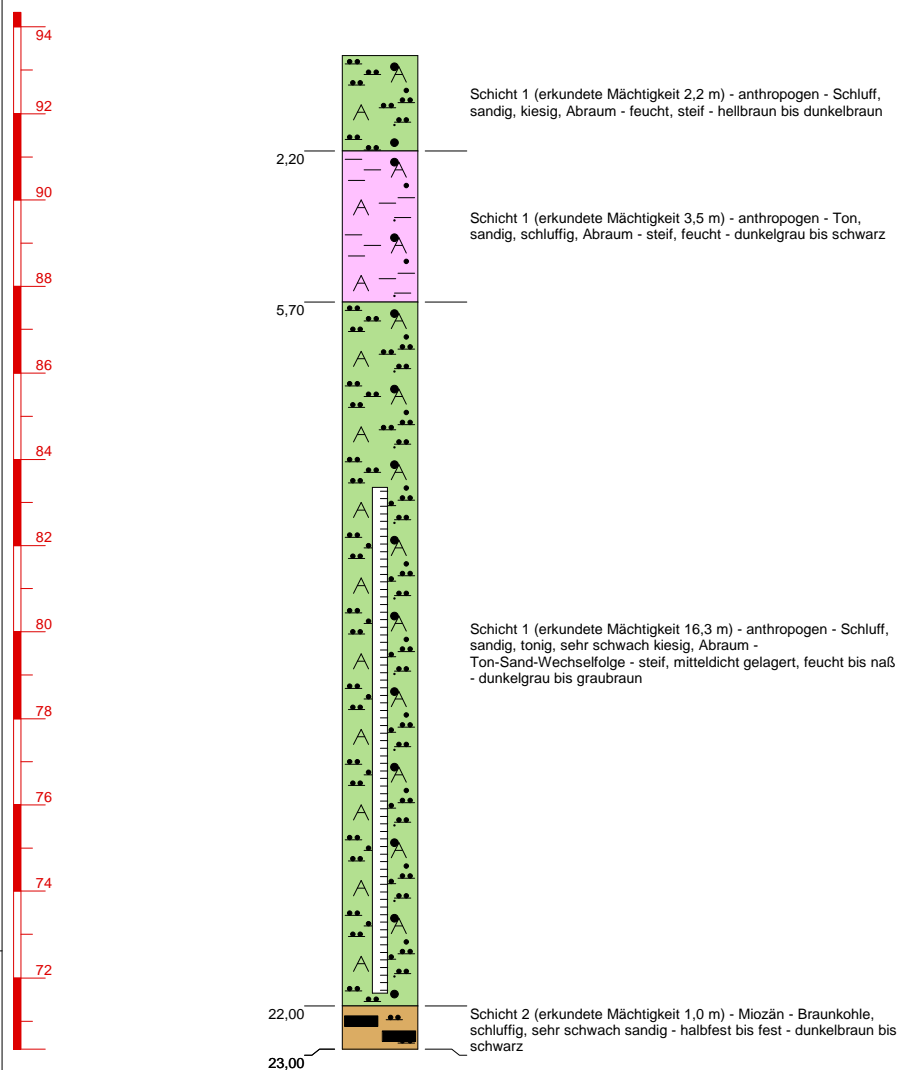 94
Schicht 1 (erkundete Mächtigkeit 2,2 m) - anthropogen - Schluff,
sandig, kiesig, Abraum - feucht, steif - hellbraun bis dunkelbraun
92
2,20
90
Schicht 1 (erkundete Mächtigkeit 3,5 m) - anthropogen - Ton,
sandig, schluffig, Abraum - steif, feucht - dunkelgrau bis schwarz
88
5,70
86
84
82
80
Schicht 1 (erkundete Mächtigkeit 16,3 m) - anthropogen - Schluff,
sandig, tonig, sehr schwach kiesig, Abraum -
Ton-Sand-Wechselfolge - steif, mitteldicht gelagert, feucht bis naß
- dunkelgrau bis graubraun
78
76
74
72
22,00
Schicht 2 (erkundete Mächtigkeit 1,0 m) - Miozän - Braunkohle,
schluffig, sehr schwach sandig - halbfest bis fest - dunkelbraun bis
schwarz
23,00